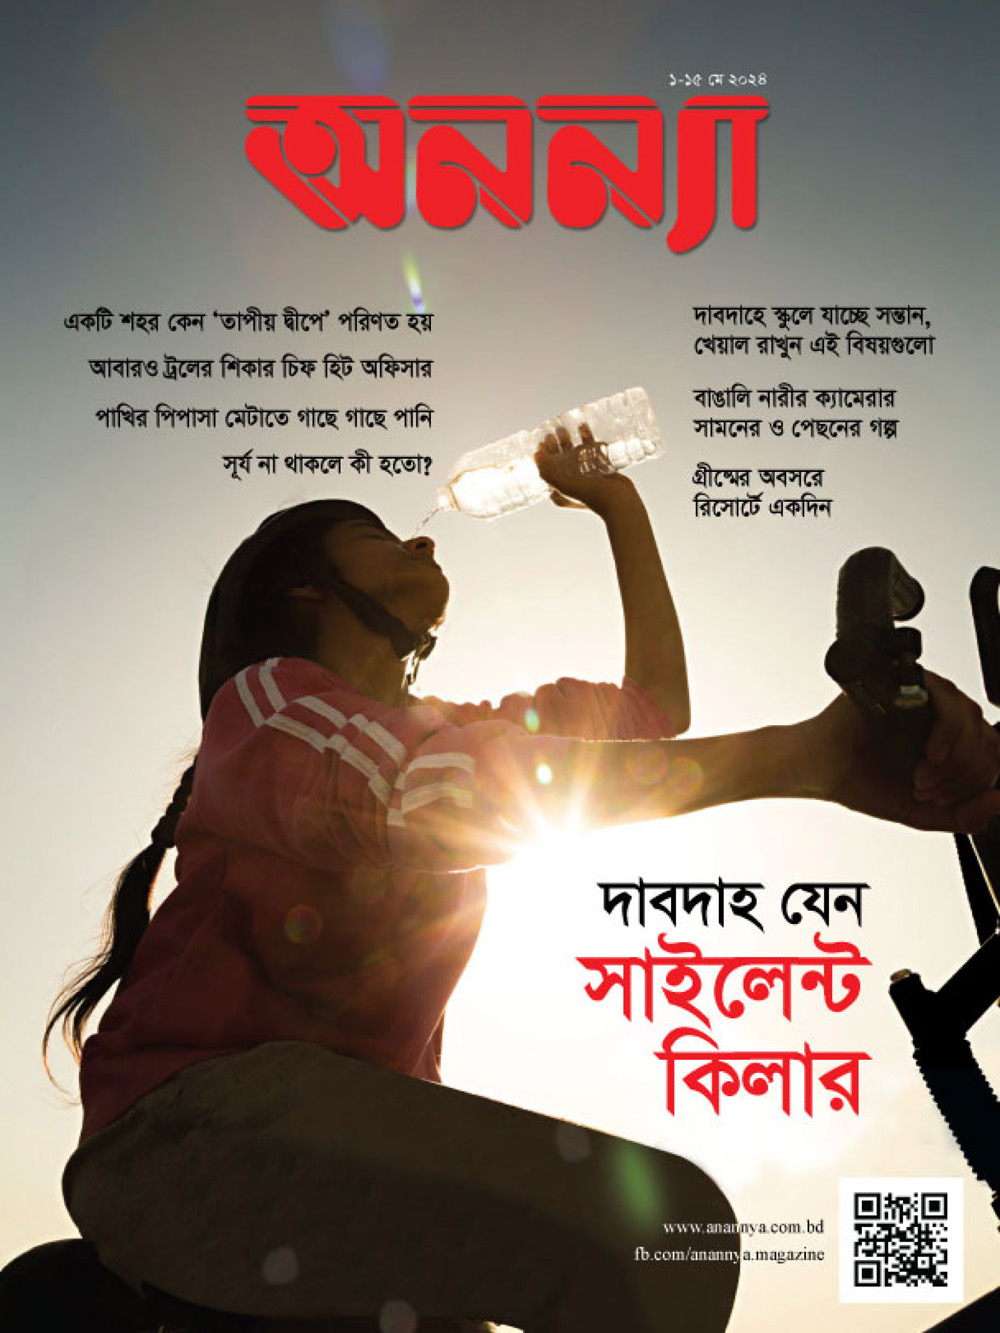 ১-১৫ মে ২০২৪
অনন্যা
একটি শহর কেন ‘তাপীয় দ্বীপে’ পরিণত হয়
আবারও ট্রলের শিকার চিফ হিট অফিসার
পাখির পিপাসা মেটাতে গাছে গাছে পানি
সূর্য না থাকলে কী হতো?
দাবদাহে স্কুলে যাচ্ছে সন্তান,
খেয়াল রাখুন এই বিষয়গুলো
বাঙালি নারীর ক্যামেরার
সামনের ও পেছনের গল্প
গ্রীষ্মের অবসরে
রিসোর্টে একদিন
দাবদাহ যেন
সাইলেন্ট
কিলার
www.anannya.com.bd
fb.com/anannya.magazine